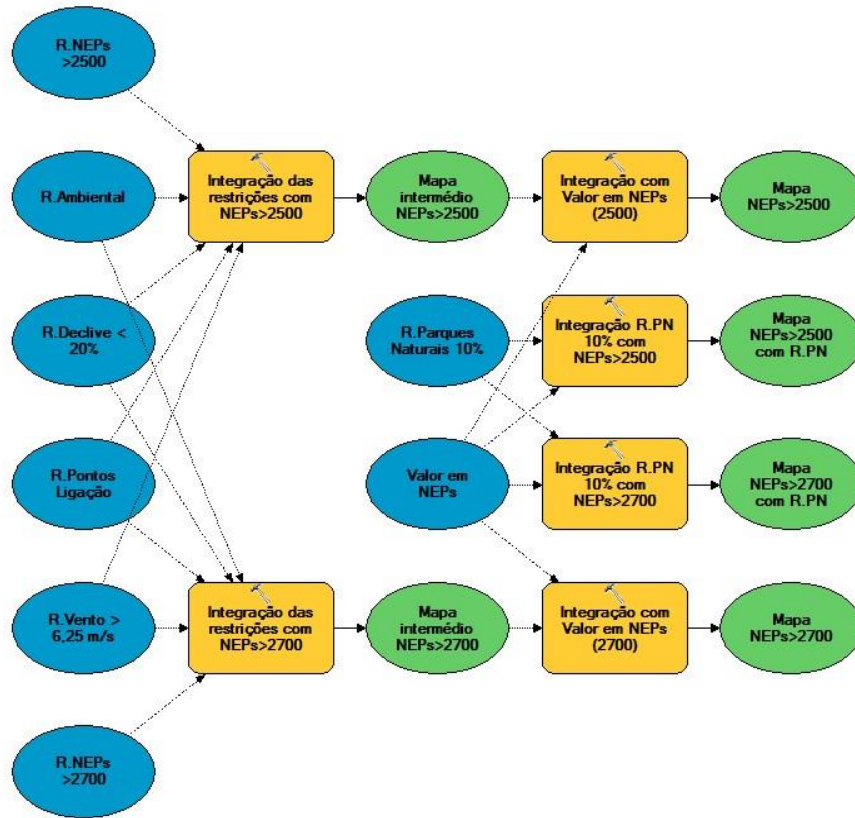 R.NEPs
>2500
R.Ambiental
Integração das
restrições com
NEPs>2500
Mapa
intermédio
NEPs>2500
Integração com
Valor em NEPs
(2500)
Mapa
NEPs>2500
R.Declive <
20%
R.Parques
Naturais 10%
Integração R.PN
10% com
NEPs>2500
Mapa
NEPs>2500
com R.PN
R.Pontos
Ligação
Valor em
NEPs
Integração R.PN
10% com
NEPs>2700
Mapa
NEPs>2700
com R.PN
R.Vento >
6,25 m/s
Integração das
restrições com
NEPs>2700
Mapa
intermédio
NEPs>2700
Integração com
Valor em NEPs
(2700)
Mapa
NEPs>2700
R.NEPs
>2700